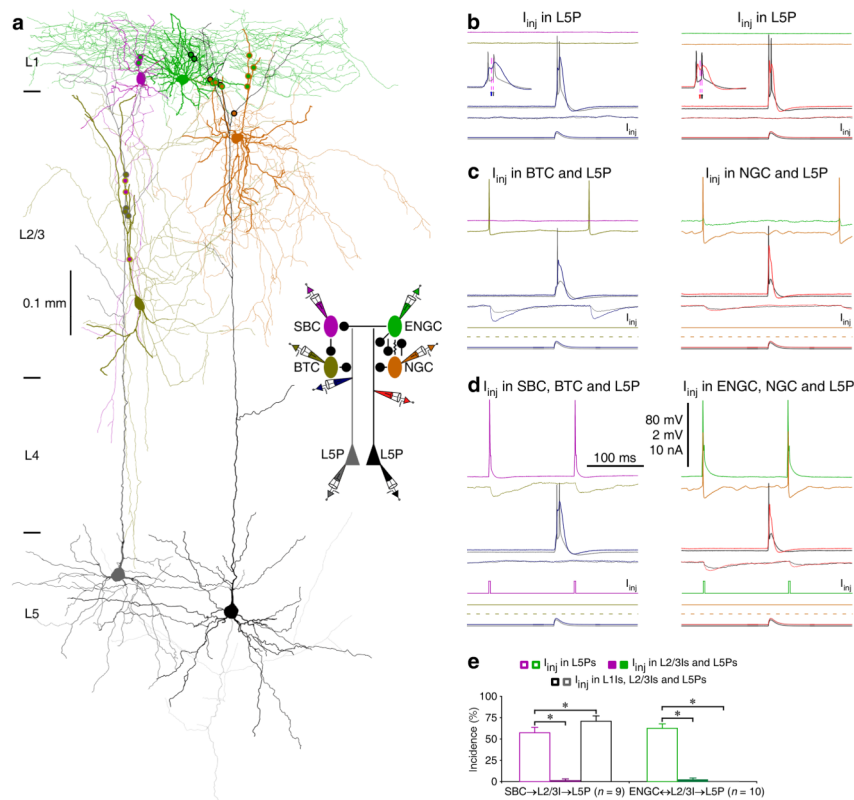 a
L1
L2/3
0.1 mm
L4
L5
SBC
ENGC
BTC
NGC
L5P
L5P
b
Iinj in L5P
Iinj in L5P
Iinj
Iinj
c
Iinj in BTC and L5P
Iinj in NGC and L5P
Iinj
Iinj
d
Iinj in SBC, BTC and L5P
Iinj in ENGC, NGC and L5P
80 mV
2 mV
10 nA
100 ms
Iinj
Iinj
e
Iinj in L5Ps
Iinj in L2/3Is and L5Ps
Iinj in L1Is, L2/3Is and L5Ps
Incidence (%)
100
75
50
25
0
*
*
*
*
SBC→L2/3I→L5P (n = 9)
ENGC↔L2/3I→L5P (n = 10)